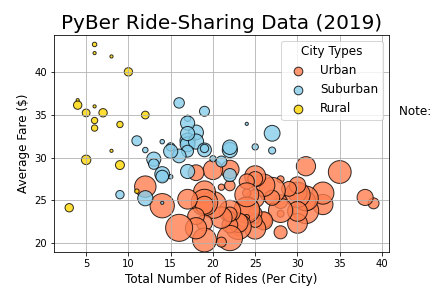 PyBer Ride-Sharing Data (2019)
City Types
Urban
Suburban
Rural
Note:
Average Fare ($)
40
35
30
25
20
5
10
15
20
25
30
35
40
Total Number of Rides (Per City)